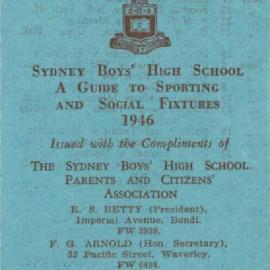 SYDNEY BOYS' HIGH SCHOOL
A GUIDE TO SPORTING
AND SOCIAL FIXTURES
1946
Issued with the Compliments of
THE SYDNEY BOYS' HIGH SCHOOL
PARENTS AND CITIZENS'
ASSOCIATION
R. S. BETTY (President),
Imperial Avenue, Bondi.
FW 2939.
F. G. ARNOLD (Hon. Secretary),
32 Pacific Street, Waverley.
FW 6498.